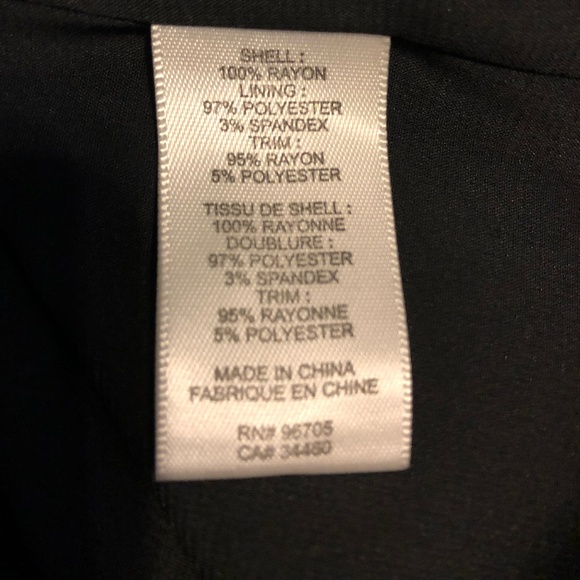 SHELL :
100% RAYON
LINING :
97% POLYESTER
3% SPANDEX
TRIM :
95% RAYON
5% POLYESTER
TISSU DE SHELL :
100% RAYONNE
DOUBLURE :
97% POLYESTER
3% SPANDEX
TRIM :
95% RAYONNE
5% POLYESTER
MADE IN CHINA
FABRIQUE EN CHINE
RN# 96705
CA# 34460